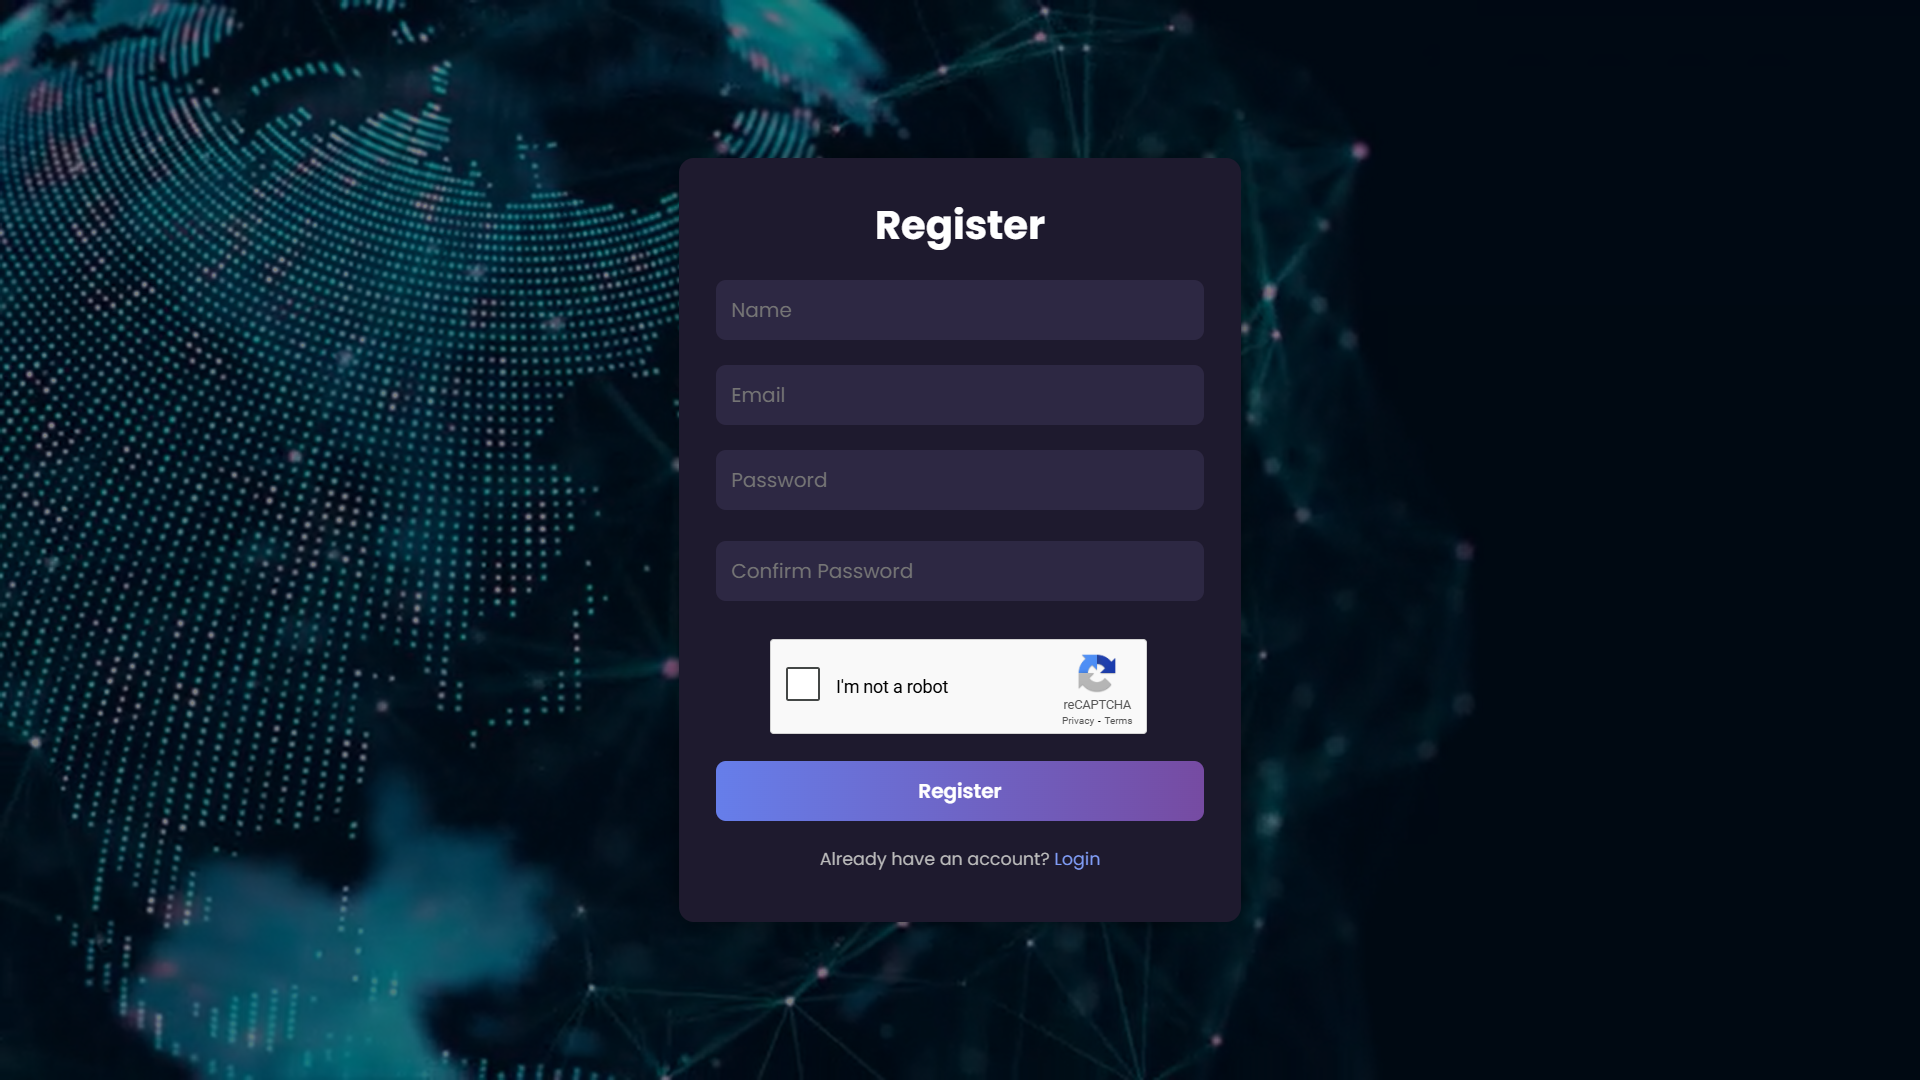 Register
Name
Email
Password
Confirm Password
I'm not a robot
reCAPTCHA
Privacy - Terms
Register
Already have an account? Login